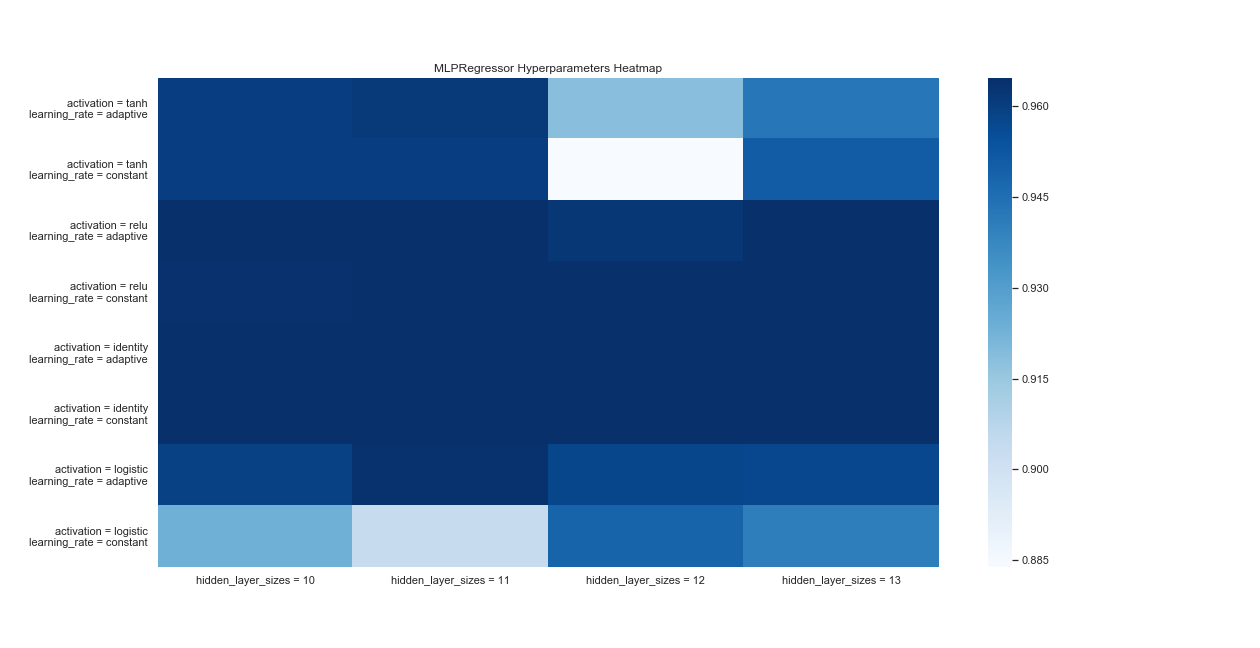 MLPRegressor Hyperparameters Heatmap
activation = tanh
learning_rate = adaptive
activation = tanh
learning_rate = constant
activation = relu
learning_rate = adaptive
activation = relu
learning_rate = constant
activation = identity
learning_rate = adaptive
activation = identity
learning_rate = constant
activation = logistic
learning_rate = adaptive
activation = logistic
learning_rate = constant
hidden_layer_sizes = 10
hidden_layer_sizes = 11
hidden_layer_sizes = 12
hidden_layer_sizes = 13
0.960
0.945
0.930
0.915
0.900
0.885